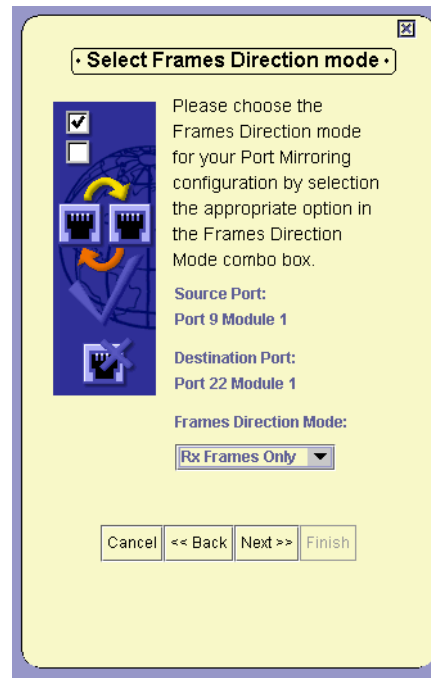 • Select Frames Direction mode •
Please choose the
Frames Direction mode
for your Port Mirroring
configuration by selection
the appropriate option in
the Frames Direction
Mode combo box.
Source Port:
Port 9 Module 1
Destination Port:
Port 22 Module 1
Frames Direction Mode:
Rx Frames Only
Cancel << Back Next >> Finish